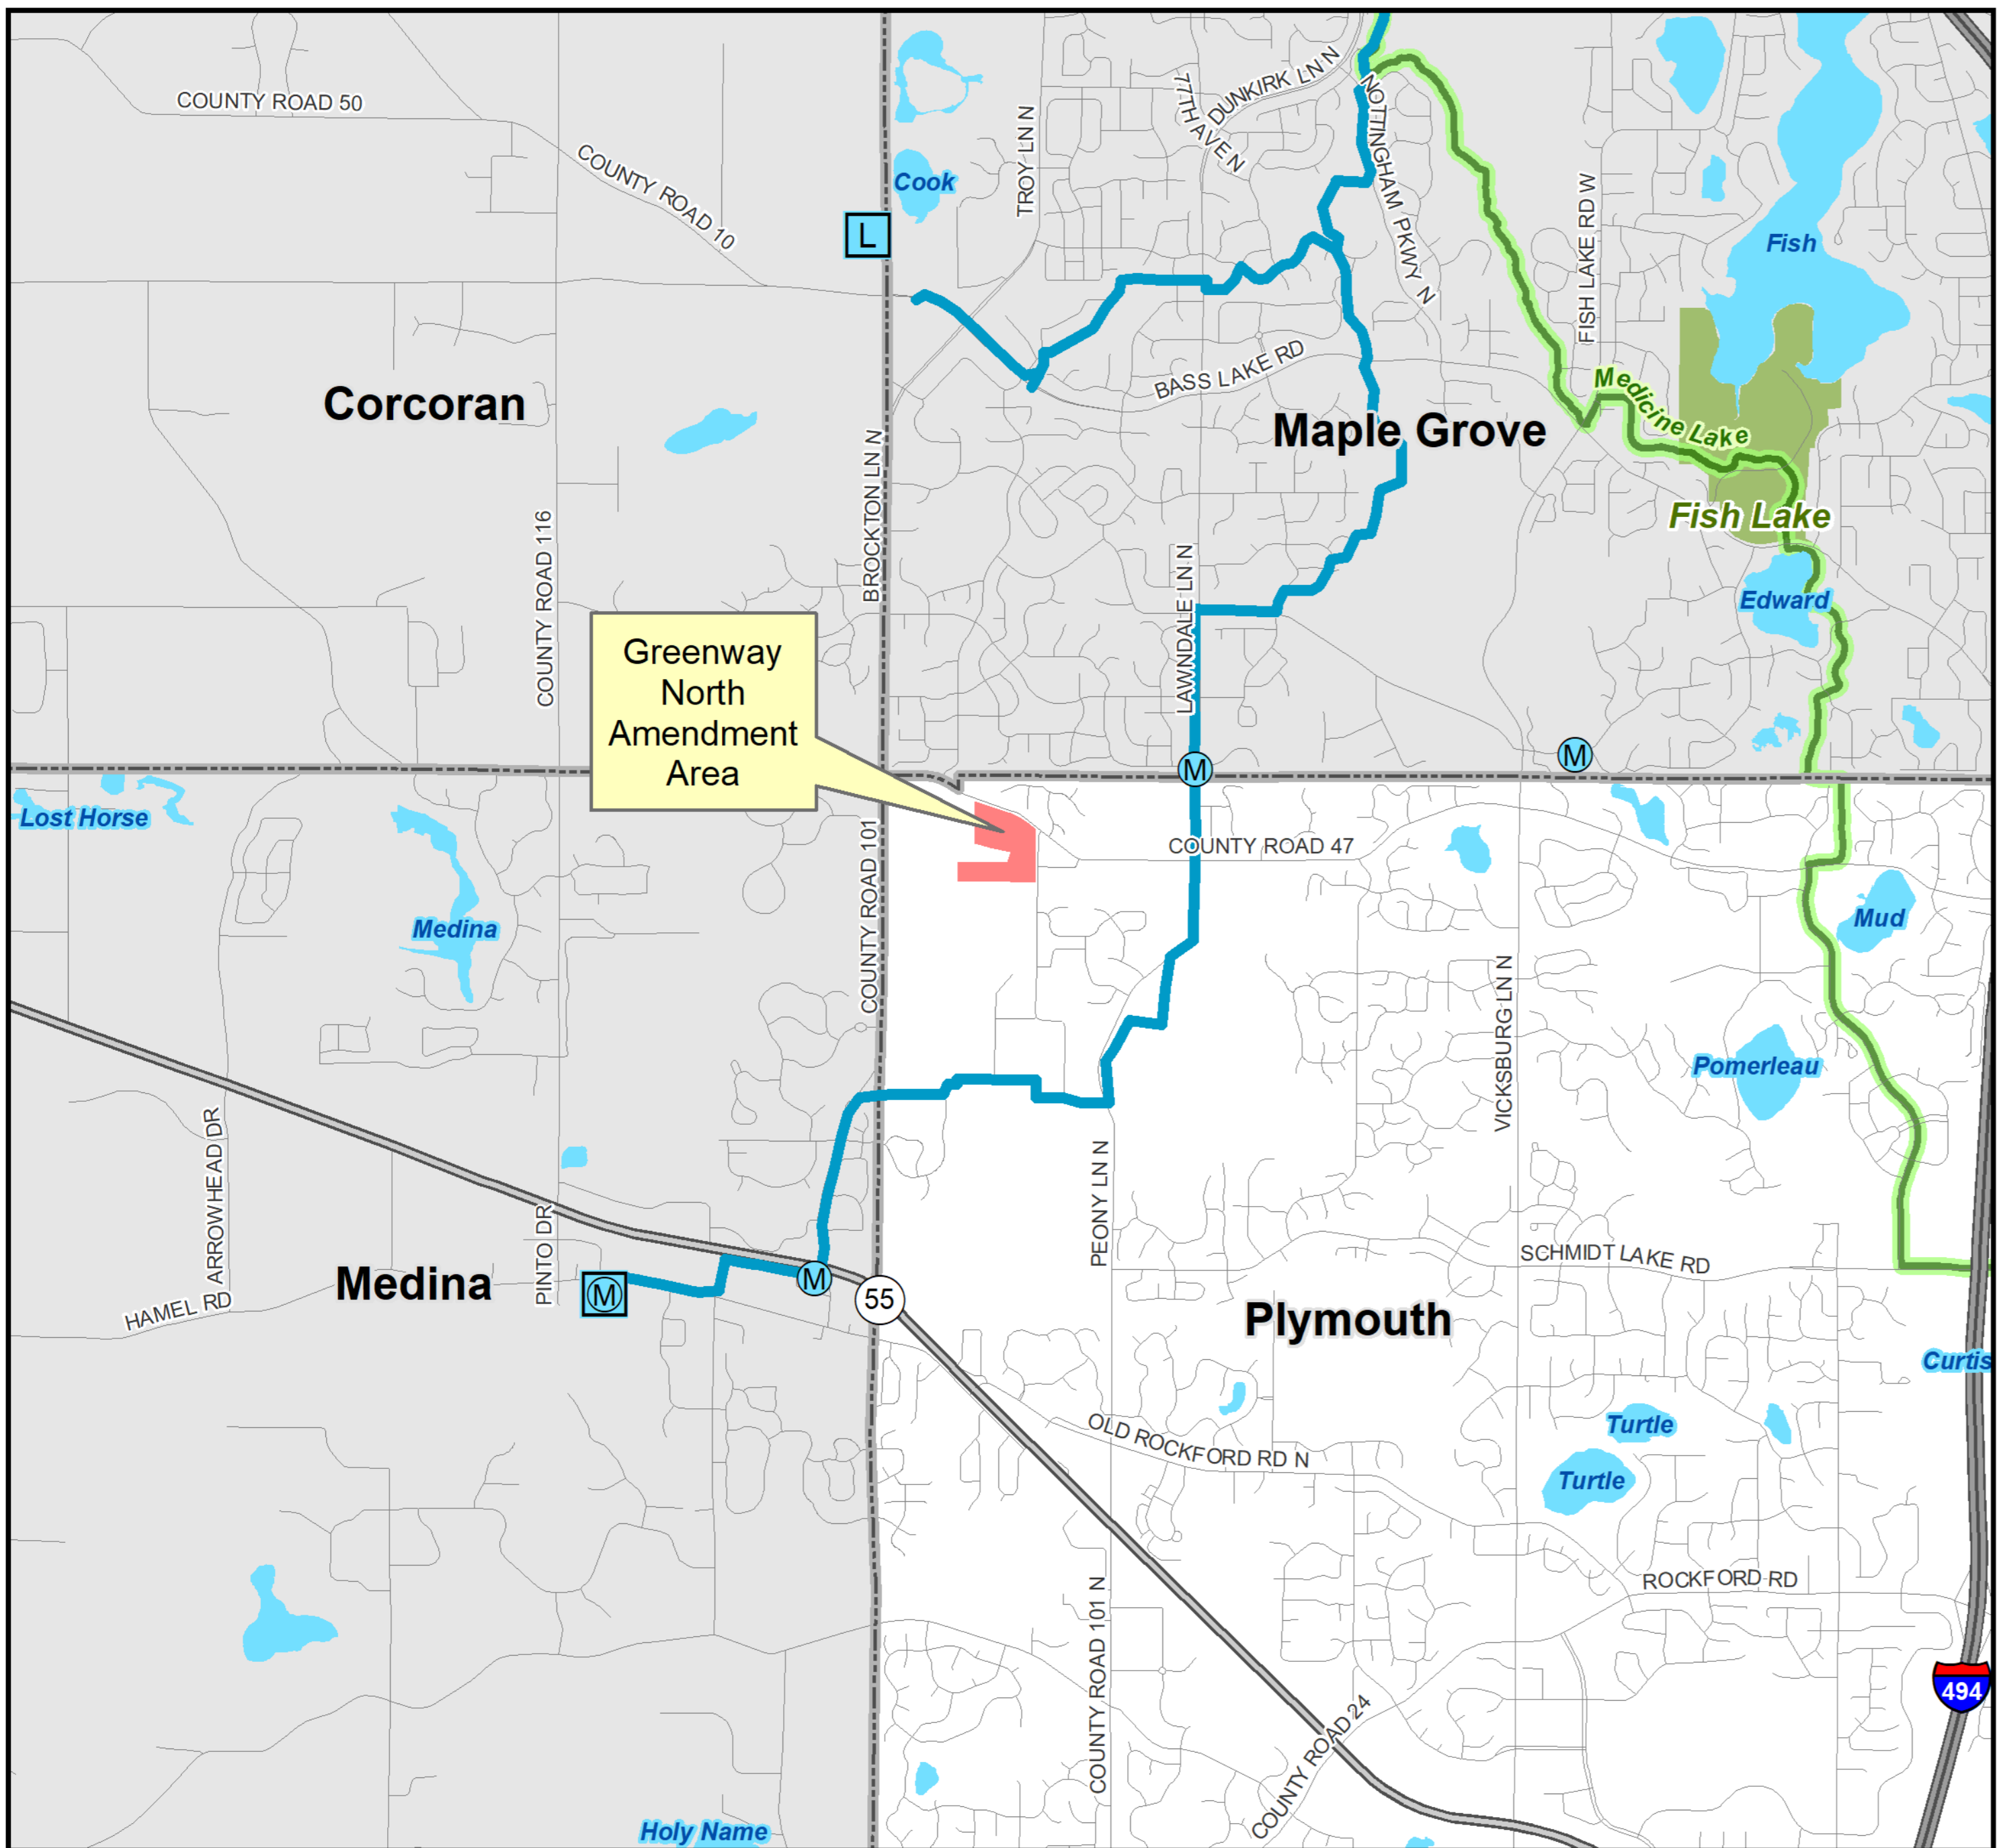 COUNTY ROAD 50
COUNTY ROAD 10
Cook
L
TROY LN N
77TH AVE N
DUNKIRK LN N
NOTTINGHAM PKWY N
FISH LAKE RD W
Fish
BASS LAKE RD
Corcoran
Maple Grove
Medicine Lake
Fish Lake
BROCKTON LN N
COUNTY ROAD 116
LAWNDALE LN N
Edward
Greenway
North
Amendment
Area
M
M
Lost Horse
COUNTY ROAD 47
COUNTY ROAD 101
Medina
Mud
VICKSBURG LN N
Pomerleau
ARROWHEAD DR
PINTO DR
PEONY LN N
SCHMIDT LAKE RD
Medina
M
M
55
HAMEL RD
Plymouth
Curtis
Turtle
OLD ROCKFORD RD N
Turtle
ROCKFORD RD
COUNTY ROAD 101 N
COUNTY ROAD 24
494
Holy Name